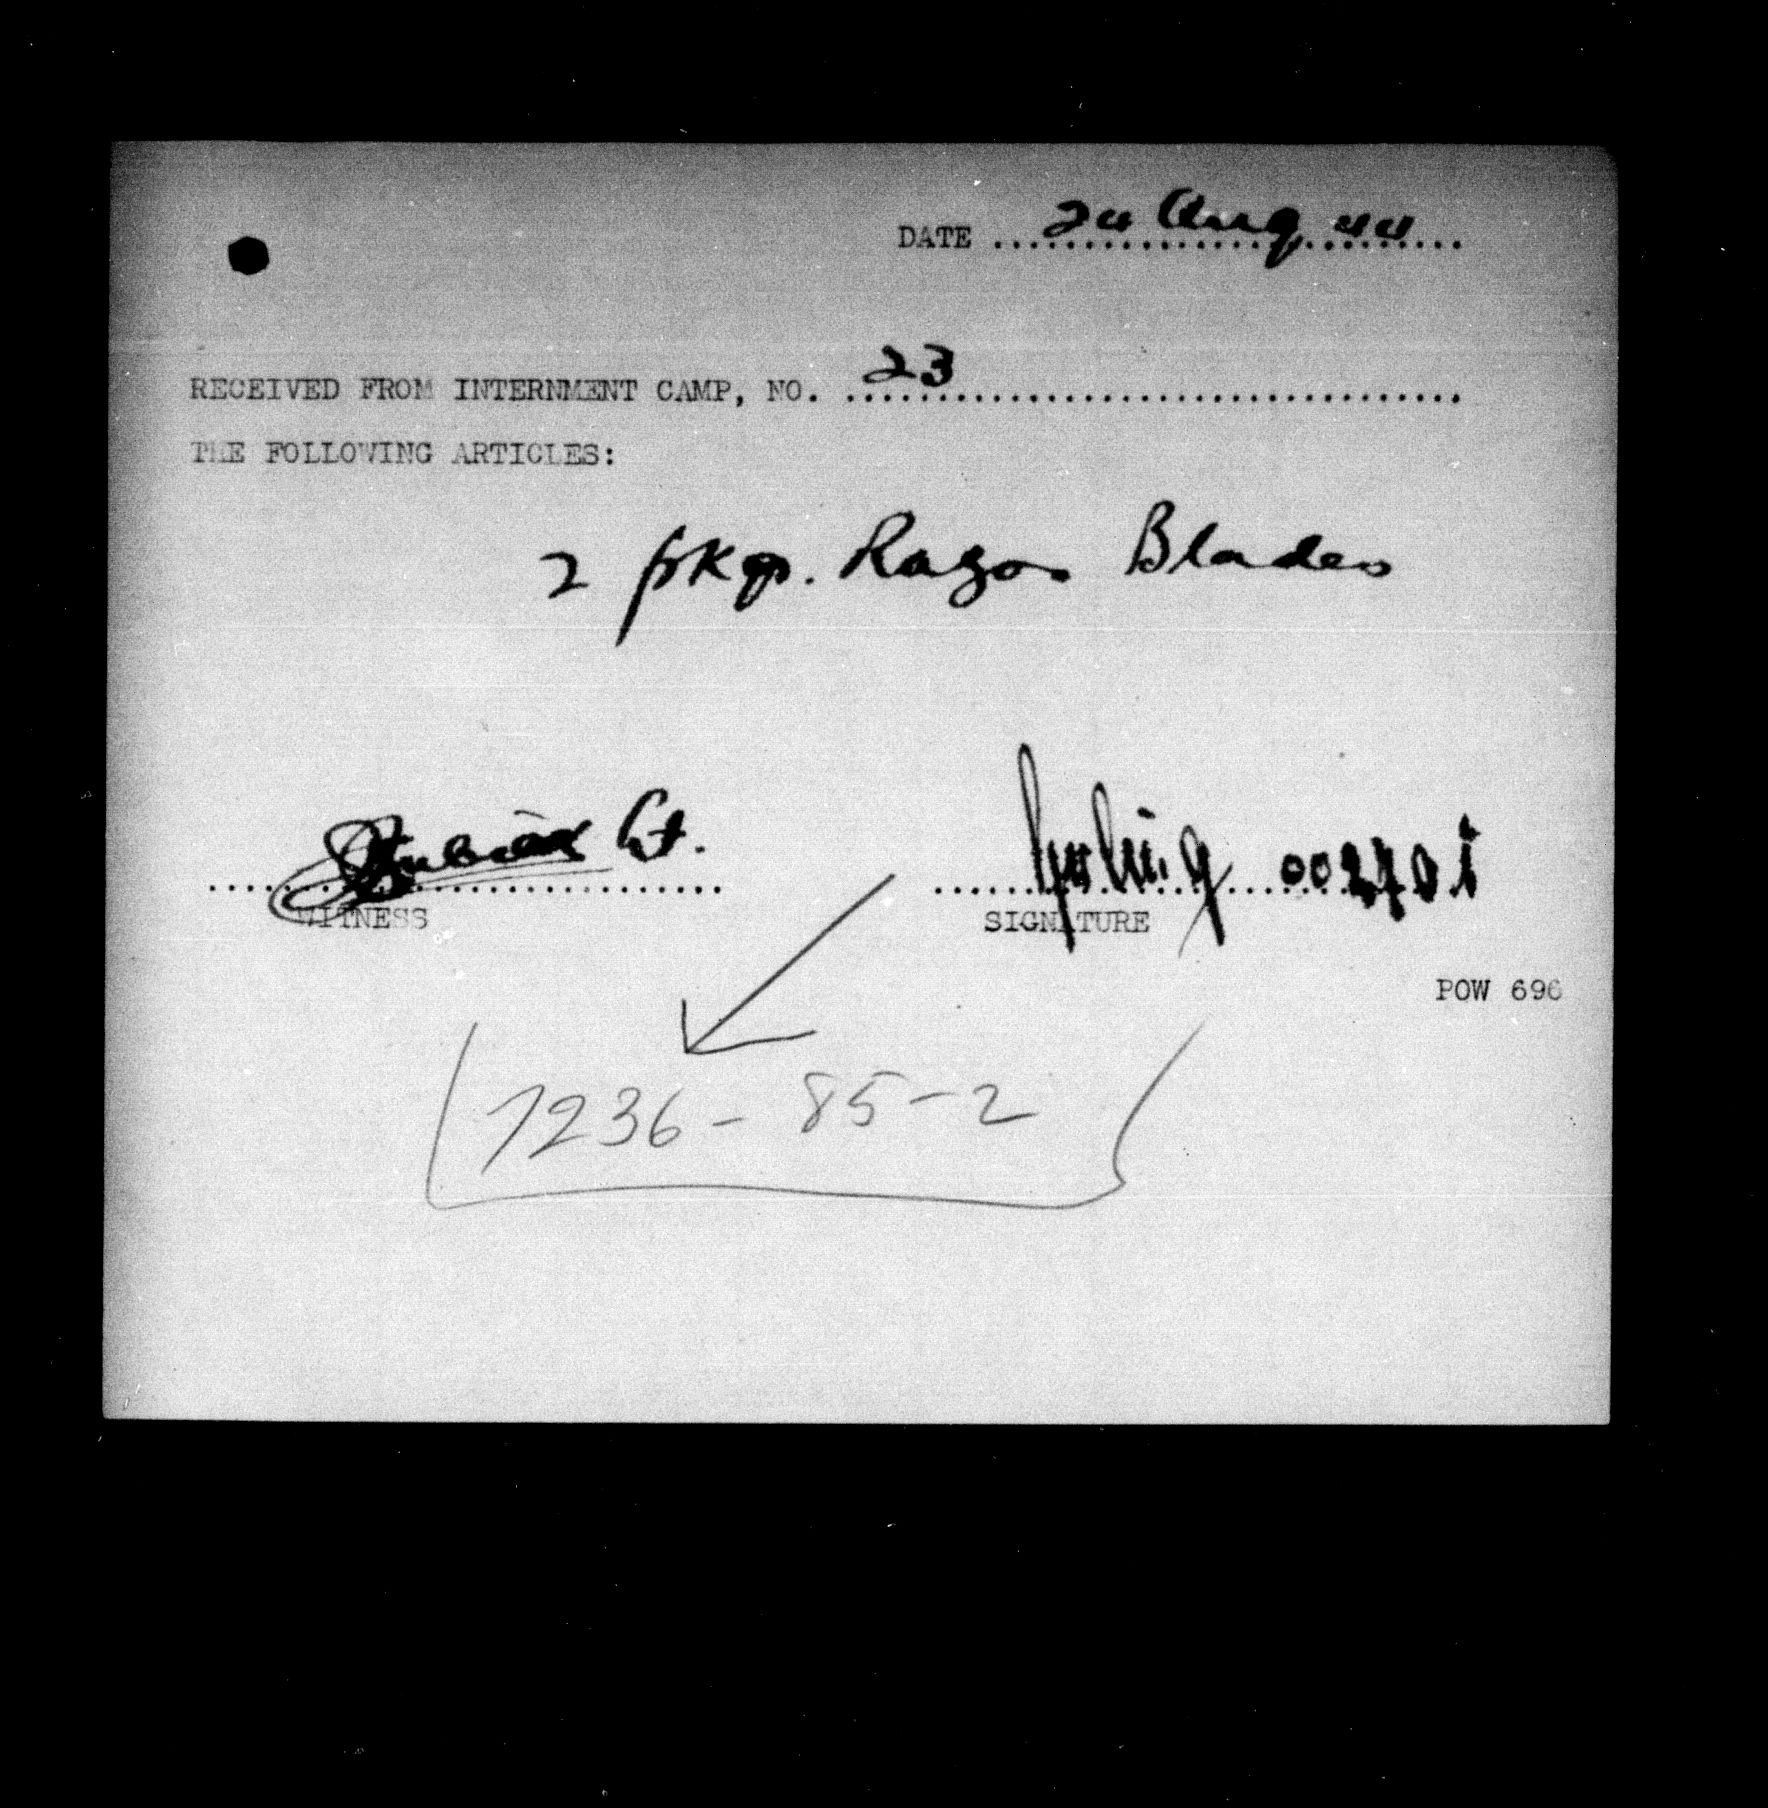 DATE 24 Aug 44
RECEIVED FROM INTERNMENT CAMP, NO. 23
THE FOLLOWING ARTICLES:
2 pkgs. Razor Blades
Lt.
WITNESS
SIGNATURE
POW 696
7236-85-2